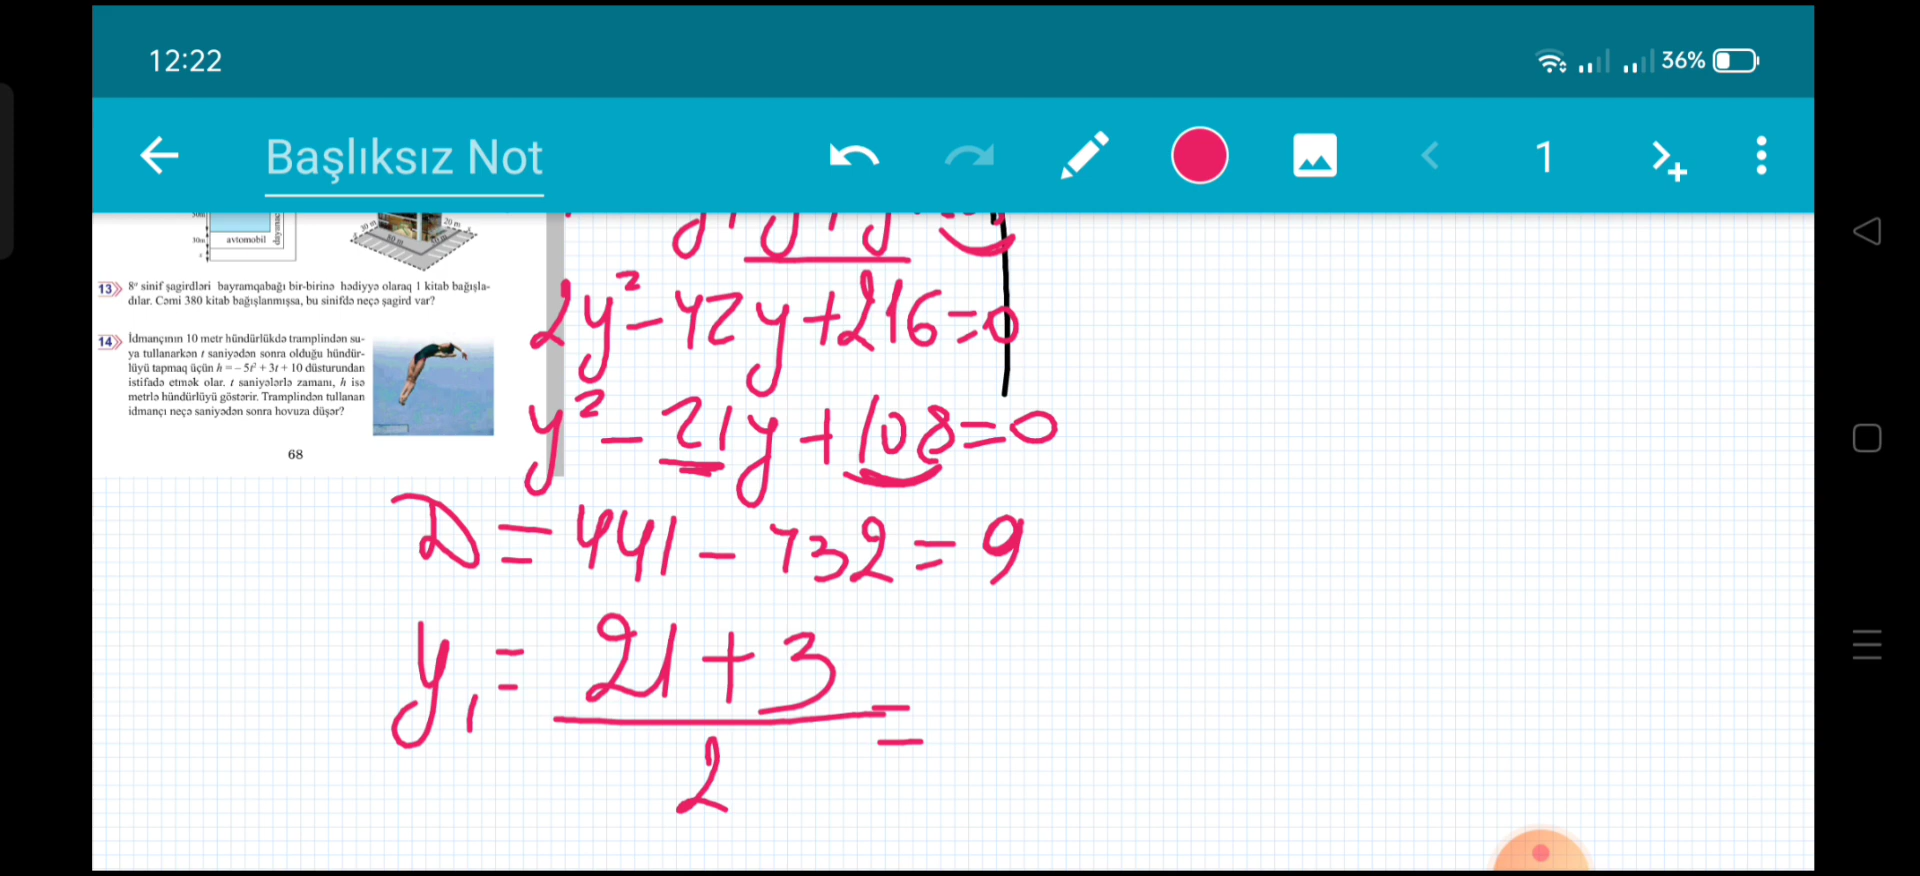 12:22
36%
Başlıksız Not
1
30m
avtomobil
30 m
20 m
80 m
x
13 8ᵃ sinif şagirdləri bayramqabağı bir-birinə hədiyyə olaraq 1 kitab bağışla-
dılar. Cəmi 380 kitab bağışlanmışsa, bu sinifdə neçə şagird var?
14 İdmançının 10 metr hündürlükdə tramplindən su-
ya tullanarkən t saniyədən sonra olduğu hündür-
lüyü tapmaq üçün h = – 5t² + 3t + 10 düsturundan
istifadə etmək olar. t saniyələrlə zamanı, h isə
metrlə hündürlüyü göstərir. Tramplindən tullanan
idmançı neçə saniyədən sonra hovuza düşər?
68
2y² - 42y + 216 = 0
y² - 21y + 108 = 0
D = 441 - 432 = 9
y₁ = 21 + 3 =
2